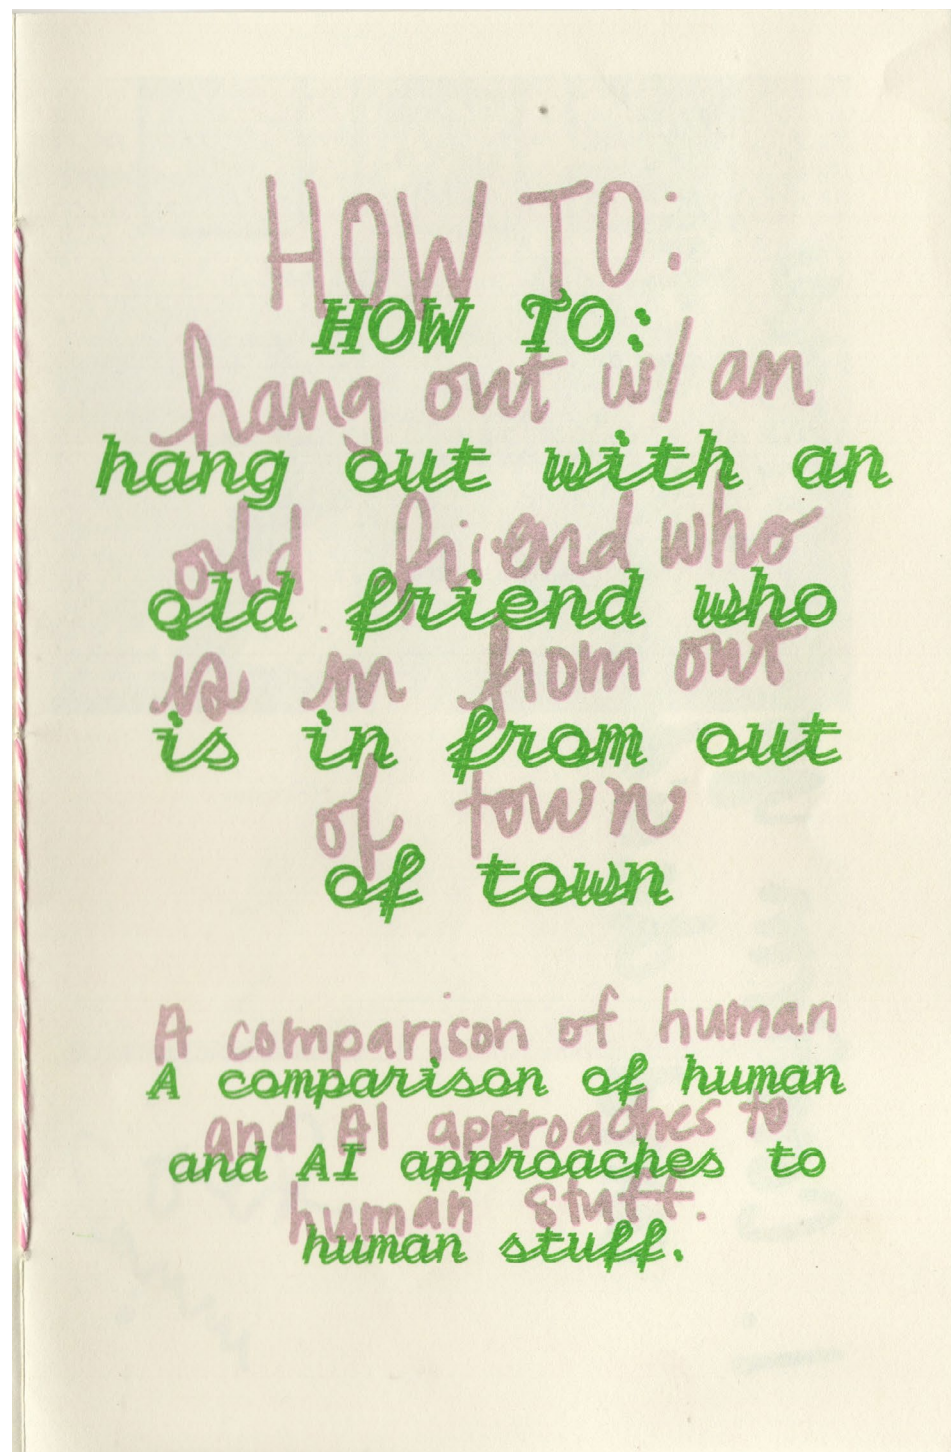 HOW TO:
HOW TO:
hang out w/ an
hang out with an
old friend who
old friend who
is in from out
is in from out
of town
of town
A comparison of human
A comparison of human
and AI approaches to
and AI approaches to
human stuff.
human stuff.